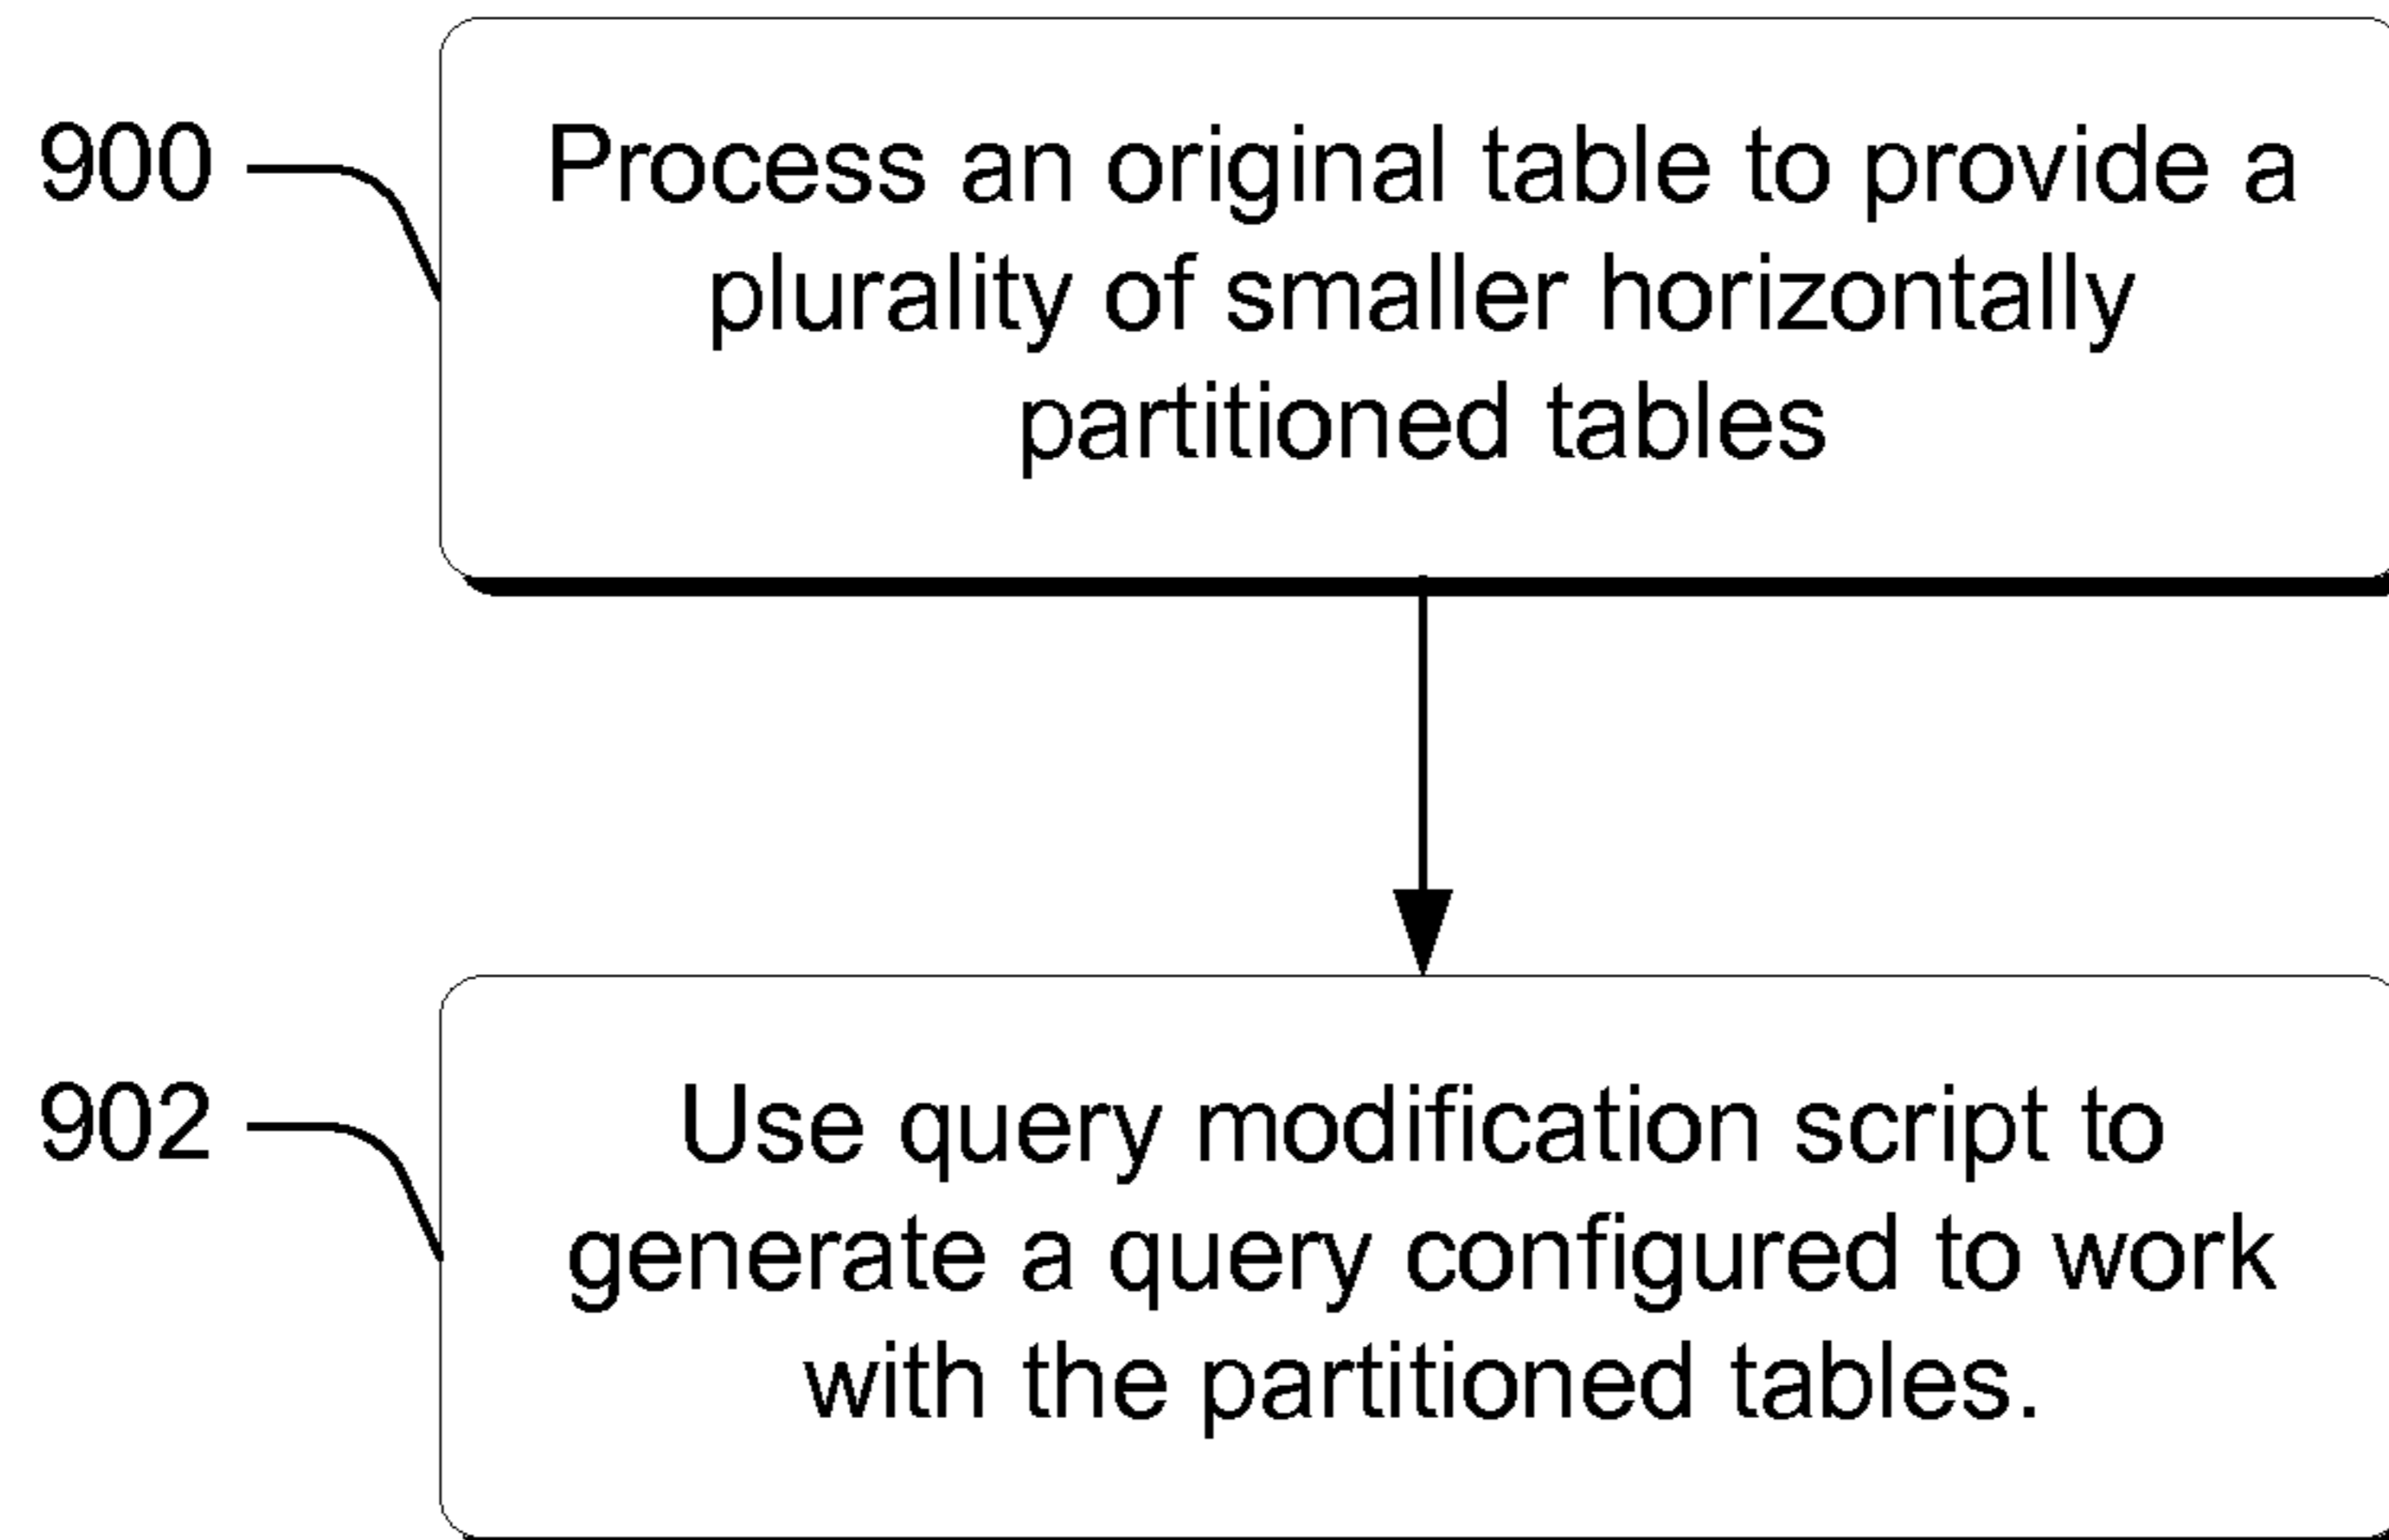 900
Process an original table to provide a
plurality of smaller horizontally
partitioned tables
902
Use query modification script to
generate a query configured to work
with the partitioned tables.